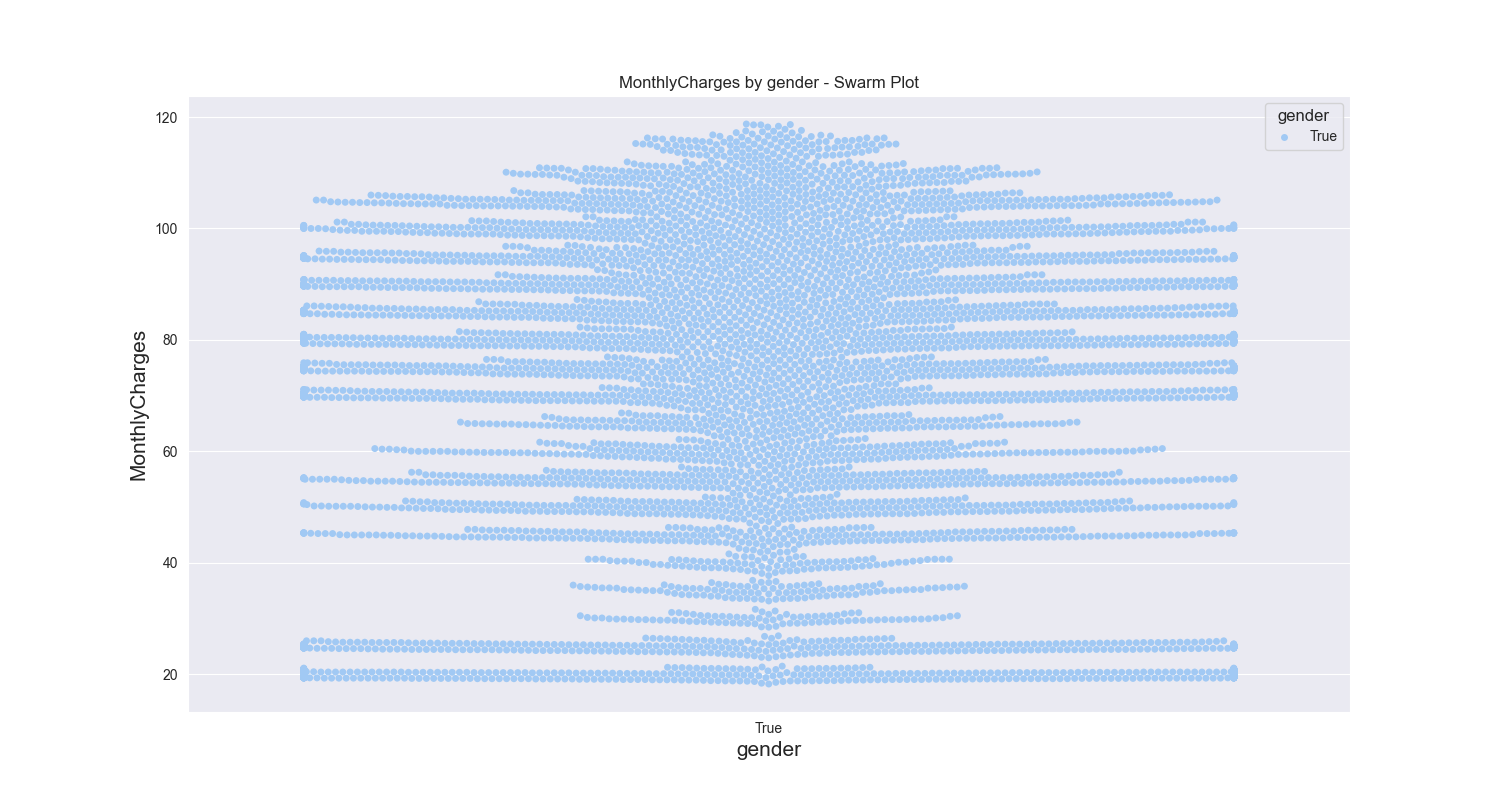 MonthlyCharges by gender - Swarm Plot
gender
True
120
100
80
60
40
20
MonthlyCharges
True
gender